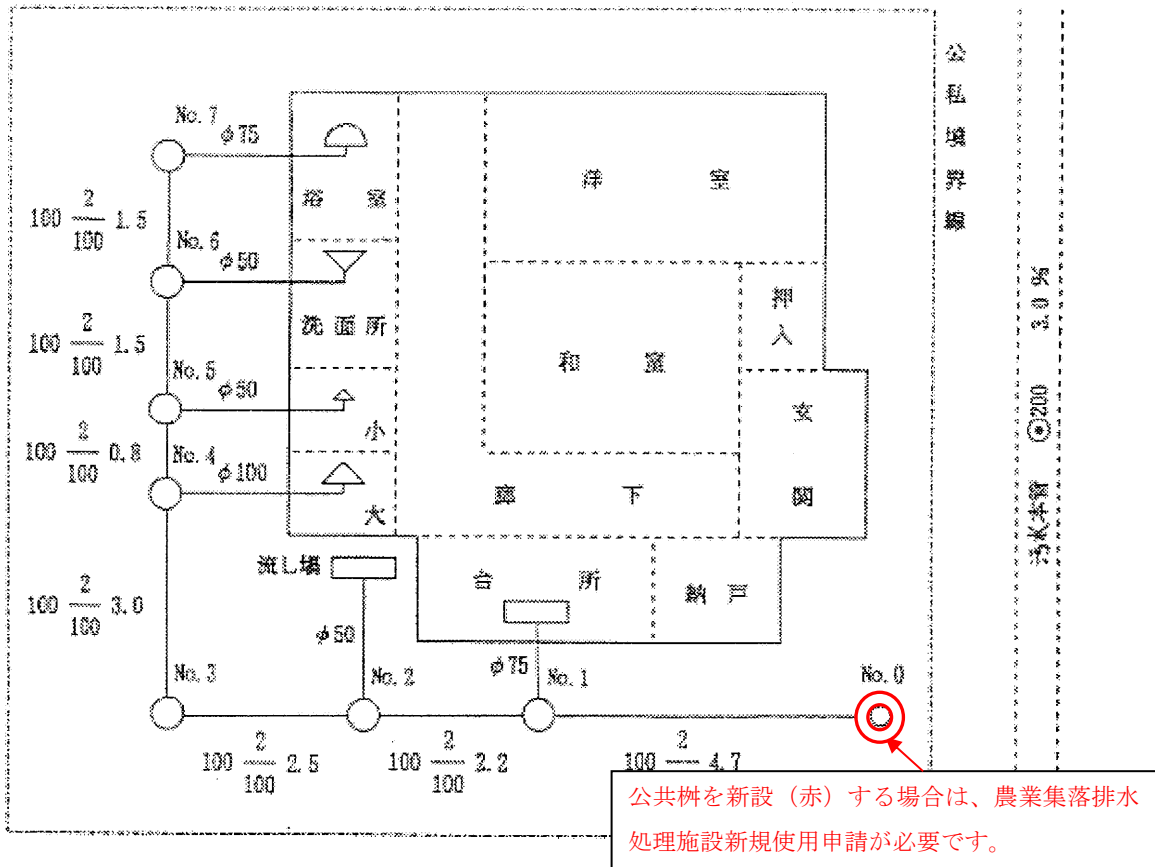 公私境界線
No.7
φ75
浴室
洋室
100 2/100 1.5
No.6
φ50
洗面所
押入
3.0%
和室
100 2/100 1.5
No.5
φ50
小
玄関
⦿200
100 2/100 0.8
No.4
φ100
大
廊下
汚水本管
流し場
台所
納戸
100 2/100 3.0
φ50
φ75
No.3
No.2
No.1
No.0
100 2/100 2.5
100 2/100 2.2
100 2 4.7
公共桝を新設（赤）する場合は、農業集落排水
処理施設新規使用申請が必要です。